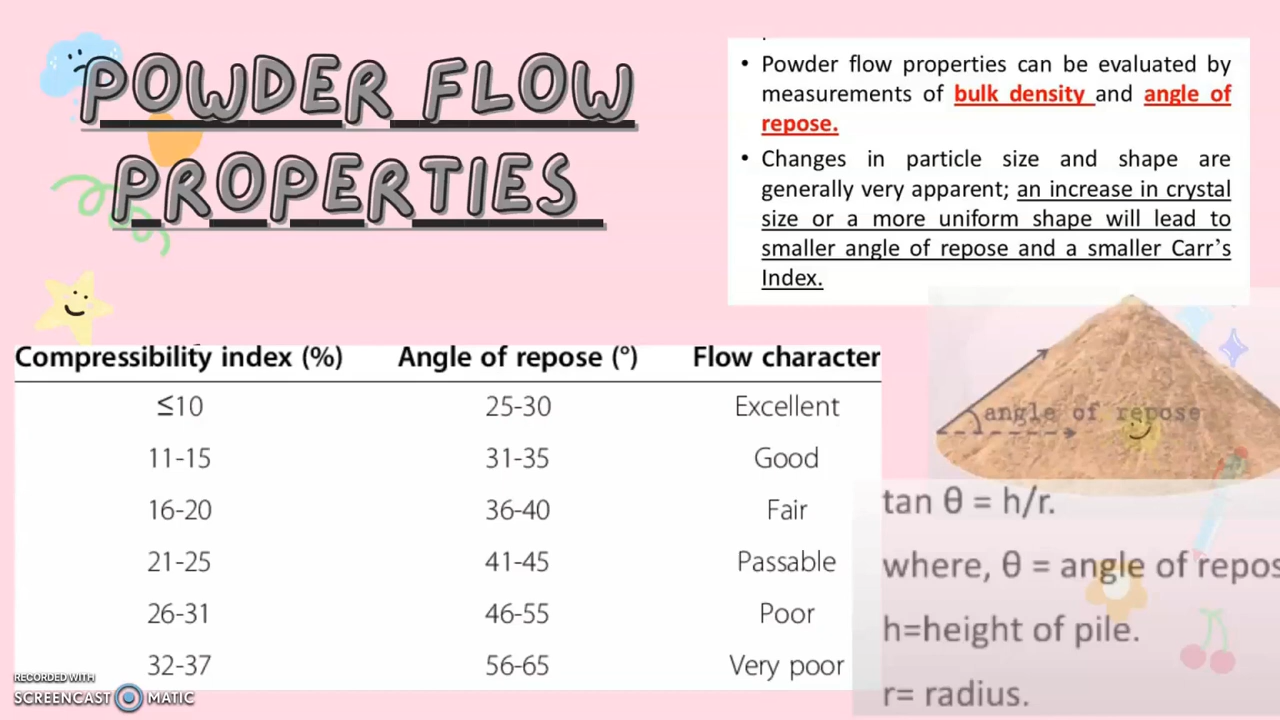 POWDER FLOW
PROPERTIES
• Powder flow properties can be evaluated by
measurements of bulk density and angle of
repose.
• Changes in particle size and shape are
generally very apparent; an increase in crystal
size or a more uniform shape will lead to
smaller angle of repose and a smaller Carr's
Index.
Compressibility index (%) Angle of repose (°) Flow character
≤10 25-30 Excellent
11-15 31-35 Good
16-20 36-40 Fair
21-25 41-45 Passable
26-31 46-55 Poor
32-37 56-65 Very poor
angle of repose
tan θ = h/r.
where, θ = angle of repos
h=height of pile.
r= radius.
RECORDED WITH
SCREENCAST MATIC